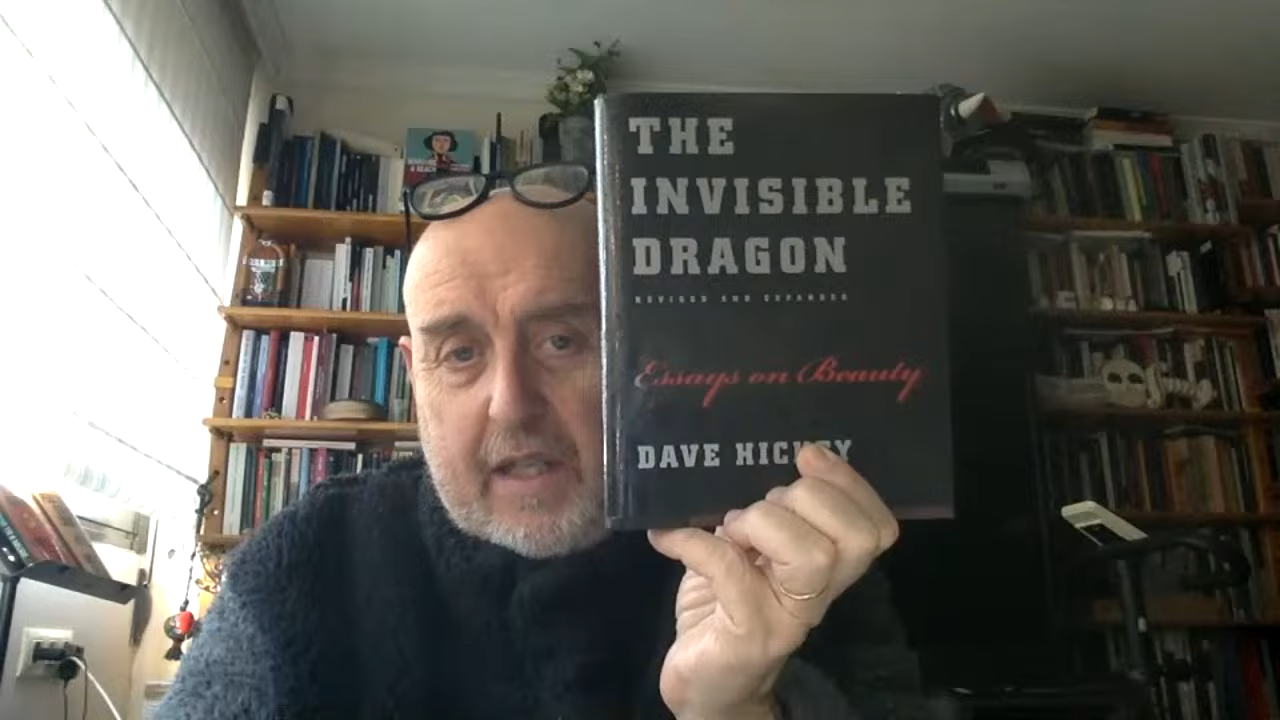 THE
INVISIBLE
DRAGON
REVISED AND EXPANDED
Essays on Beauty
DAVE HICKEY